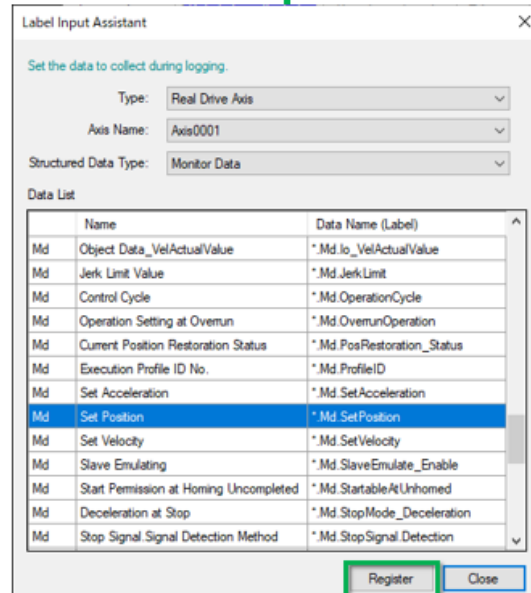 Label Input Assistant
Set the data to collect during logging.
Type: Real Drive Axis
Axis Name: Axis0001
Structured Data Type: Monitor Data
Data List
Name Data Name (Label)
Md Object Data_VelActualValue *.Md.Io_VelActualValue
Md Jerk Limit Value *.Md.JerkLimit
Md Control Cycle *.Md.OperationCycle
Md Operation Setting at Overrun *.Md.OverrunOperation
Md Current Position Restoration Status *.Md.PosRestoration_Status
Md Execution Profile ID No. *.Md.ProfileID
Md Set Acceleration *.Md.SetAcceleration
Md Set Position *.Md.SetPosition
Md Set Velocity *.Md.SetVelocity
Md Slave Emulating *.Md.SlaveEmulate_Enable
Md Start Permission at Homing Uncompleted *.Md.StartableAtUnhomed
Md Deceleration at Stop *.Md.StopMode_Deceleration
Md Stop Signal.Signal Detection Method *.Md.StopSignal.Detection
Register Close